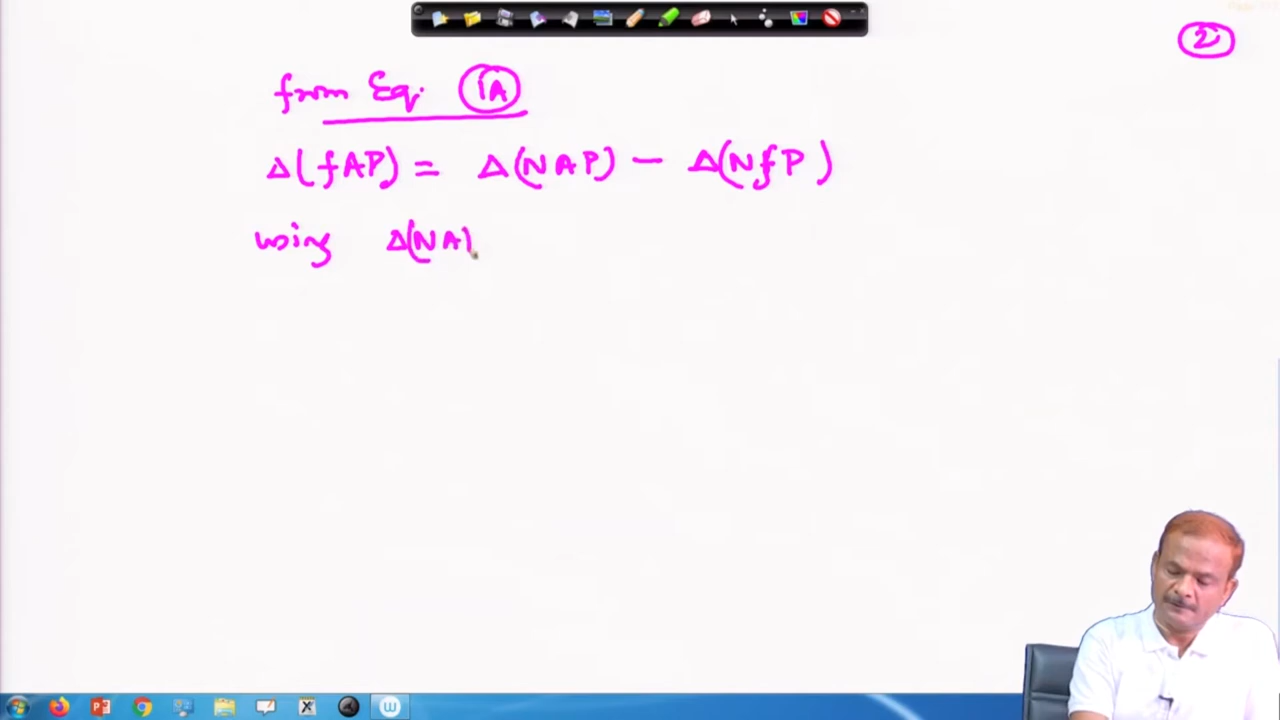 ②
from Eq. (1A)
Δ(fAP) = Δ(NAP) − Δ(NfP)
using Δ(NA)